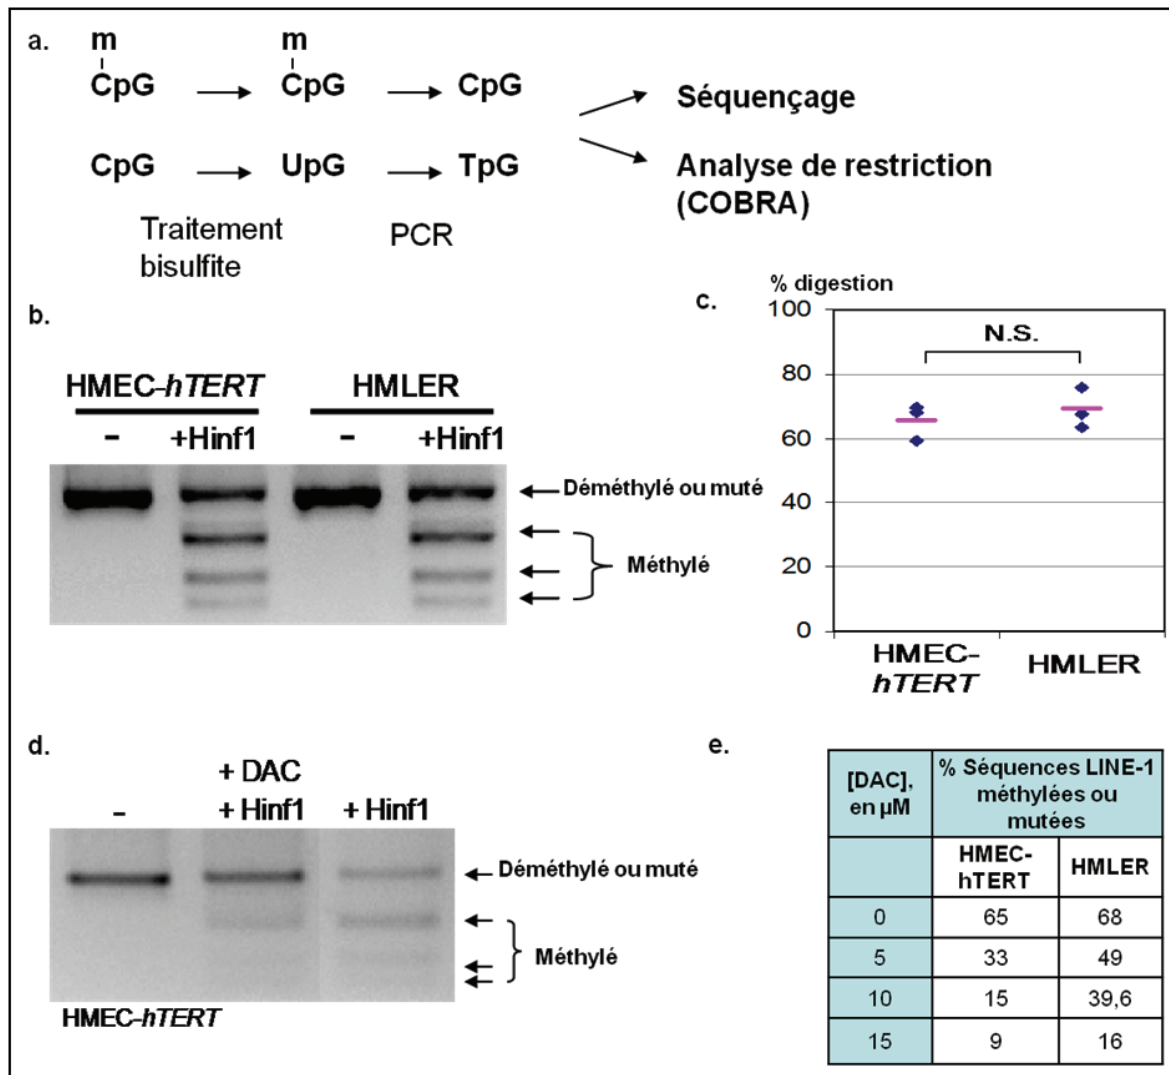 a.
m m
CpG CpG CpG
CpG UpG TpG
Traitement
bisulfite
PCR
Séquençage
Analyse de restriction
(COBRA)
b.
HMEC-hTERT HMLER
- +Hinf1 - +Hinf1
Déméthylé ou muté
Méthylé
c.
% digestion
100
80
60
40
20
0
N.S.
HMEC-
hTERT
HMLER
d.
+ DAC
- + Hinf1 + Hinf1
Déméthylé ou muté
Méthylé
HMEC-hTERT
e.
[DAC],
en µM
% Séquences LINE-1
méthylées ou
mutées
HMEC-
hTERT
HMLER
0 65 68
5 33 49
10 15 39,6
15 9 16